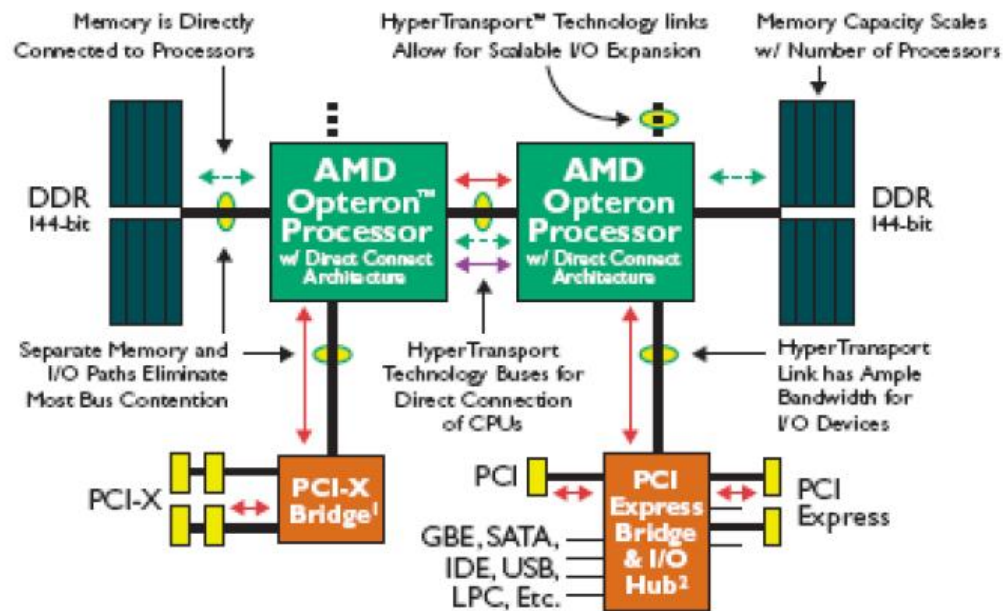 Memory is Directly
Connected to Processors
HyperTransport™ Technology links
Allow for Scalable I/O Expansion
Memory Capacity Scales
w/ Number of Processors
DDR
144-bit
AMD
Opteron™
Processor
w/ Direct Connect
Architecture
AMD
Opteron
Processor
w/ Direct Connect
Architecture
DDR
144-bit
Separate Memory and
I/O Paths Eliminate
Most Bus Contention
HyperTransport
Technology Buses for
Direct Connection
of CPUs
HyperTransport
Link has Ample
Bandwidth for
I/O Devices
PCI-X
PCI-X
Bridge¹
PCI
PCI
Express
Bridge
& I/O
Hub²
PCI
Express
GBE, SATA,
IDE, USB,
LPC, Etc.